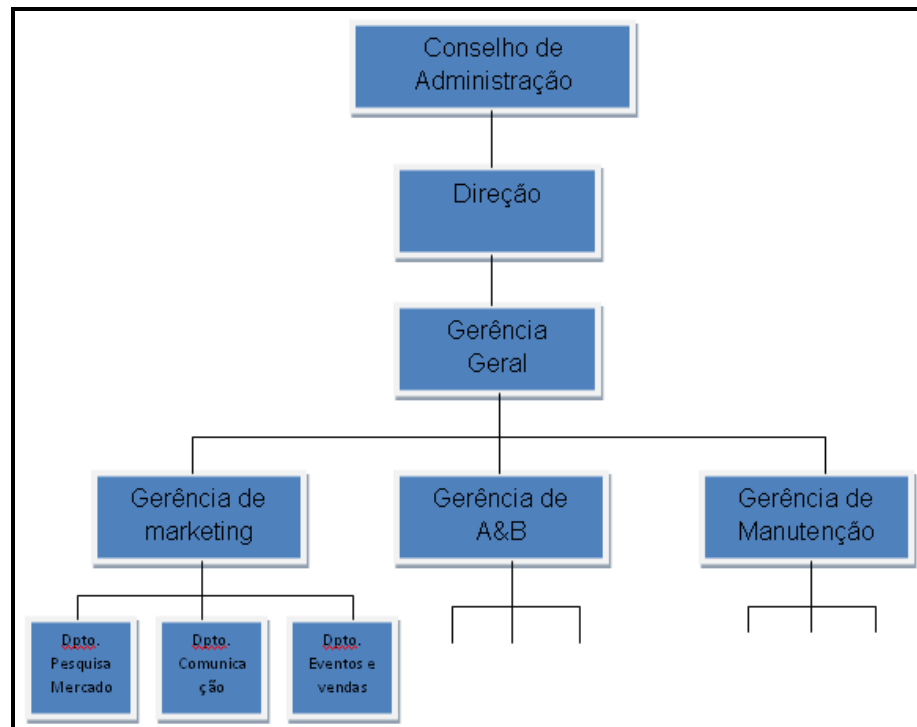 Conselho de
Administração
Direção
Gerência
Geral
Gerência de
marketing
Gerência de
A&B
Gerência de
Manutenção
Dpto.
Pesquisa
Mercado
Dpto.
Comunica
ção
Dpto.
Eventos e
vendas